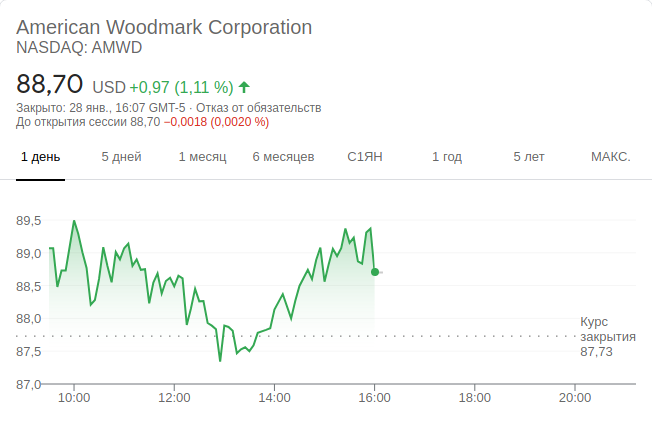 American Woodmark Corporation
NASDAQ: AMWD
88,70 USD +0,97 (1,11 %)
Закрыто: 28 янв., 16:07 GMT-5 · Отказ от обязательств
До открытия сессии 88,70 −0,0018 (0,0020 %)
1 день 5 дней 1 месяц 6 месяцев С1ЯН 1 год 5 лет МАКС.
89,5
89,0
88,5
88,0
87,5
87,0
Курс
закрытия
87,73
10:00 12:00 14:00 16:00 18:00 20:00